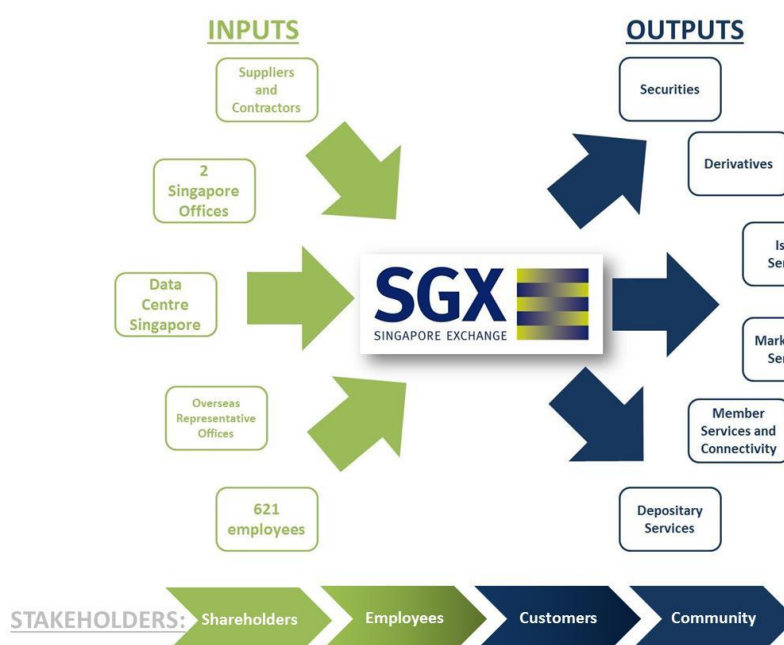 INPUTS
Suppliers
and
Contractors
2
Singapore
Offices
Data
Centre
Singapore
Overseas
Representative
Offices
621
employees
SGX
SINGAPORE EXCHANGE
OUTPUTS
Securities
Derivatives
Member
Services and
Connectivity
Depositary
Services
STAKEHOLDERS:
Shareholders
Employees
Customers
Community